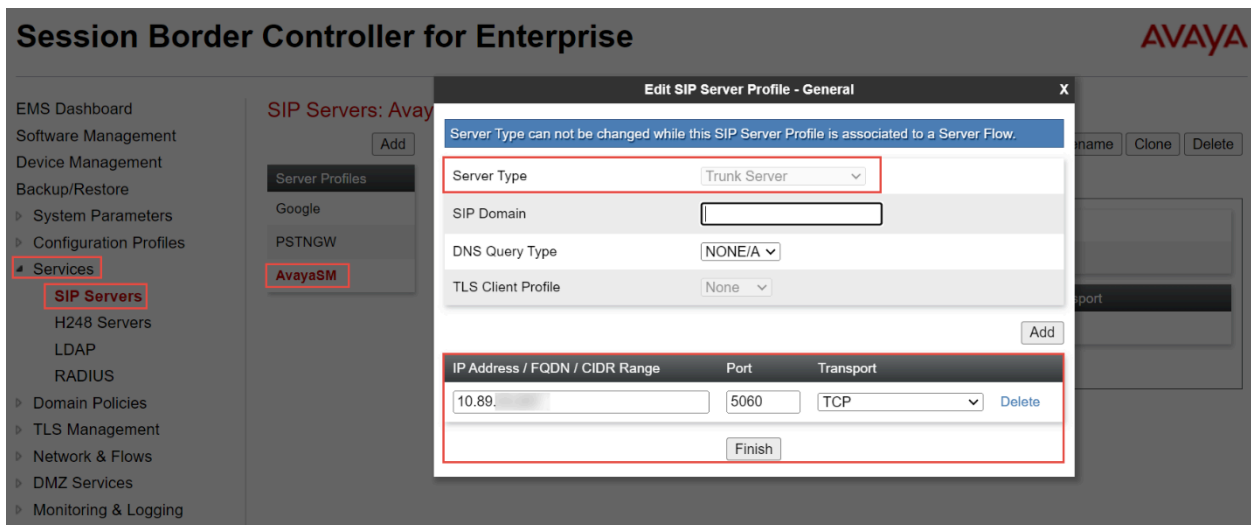 Session Border Controller for Enterprise
AVAYA
EMS Dashboard
Software Management
Device Management
Backup/Restore
System Parameters
Configuration Profiles
Services
SIP Servers
H248 Servers
LDAP
RADIUS
Domain Policies
TLS Management
Network & Flows
DMZ Services
Monitoring & Logging
SIP Servers: Avay
Add
Server Profiles
Google
PSTNGW
AvayaSM
Clone
Delete
Edit SIP Server Profile - General
X
Server Type can not be changed while this SIP Server Profile is associated to a Server Flow.
Server Type Trunk Server
SIP Domain
DNS Query Type NONE/A
TLS Client Profile None
Add
IP Address / FQDN / CIDR Range Port Transport
10.89. 5060 TCP Delete
Finish